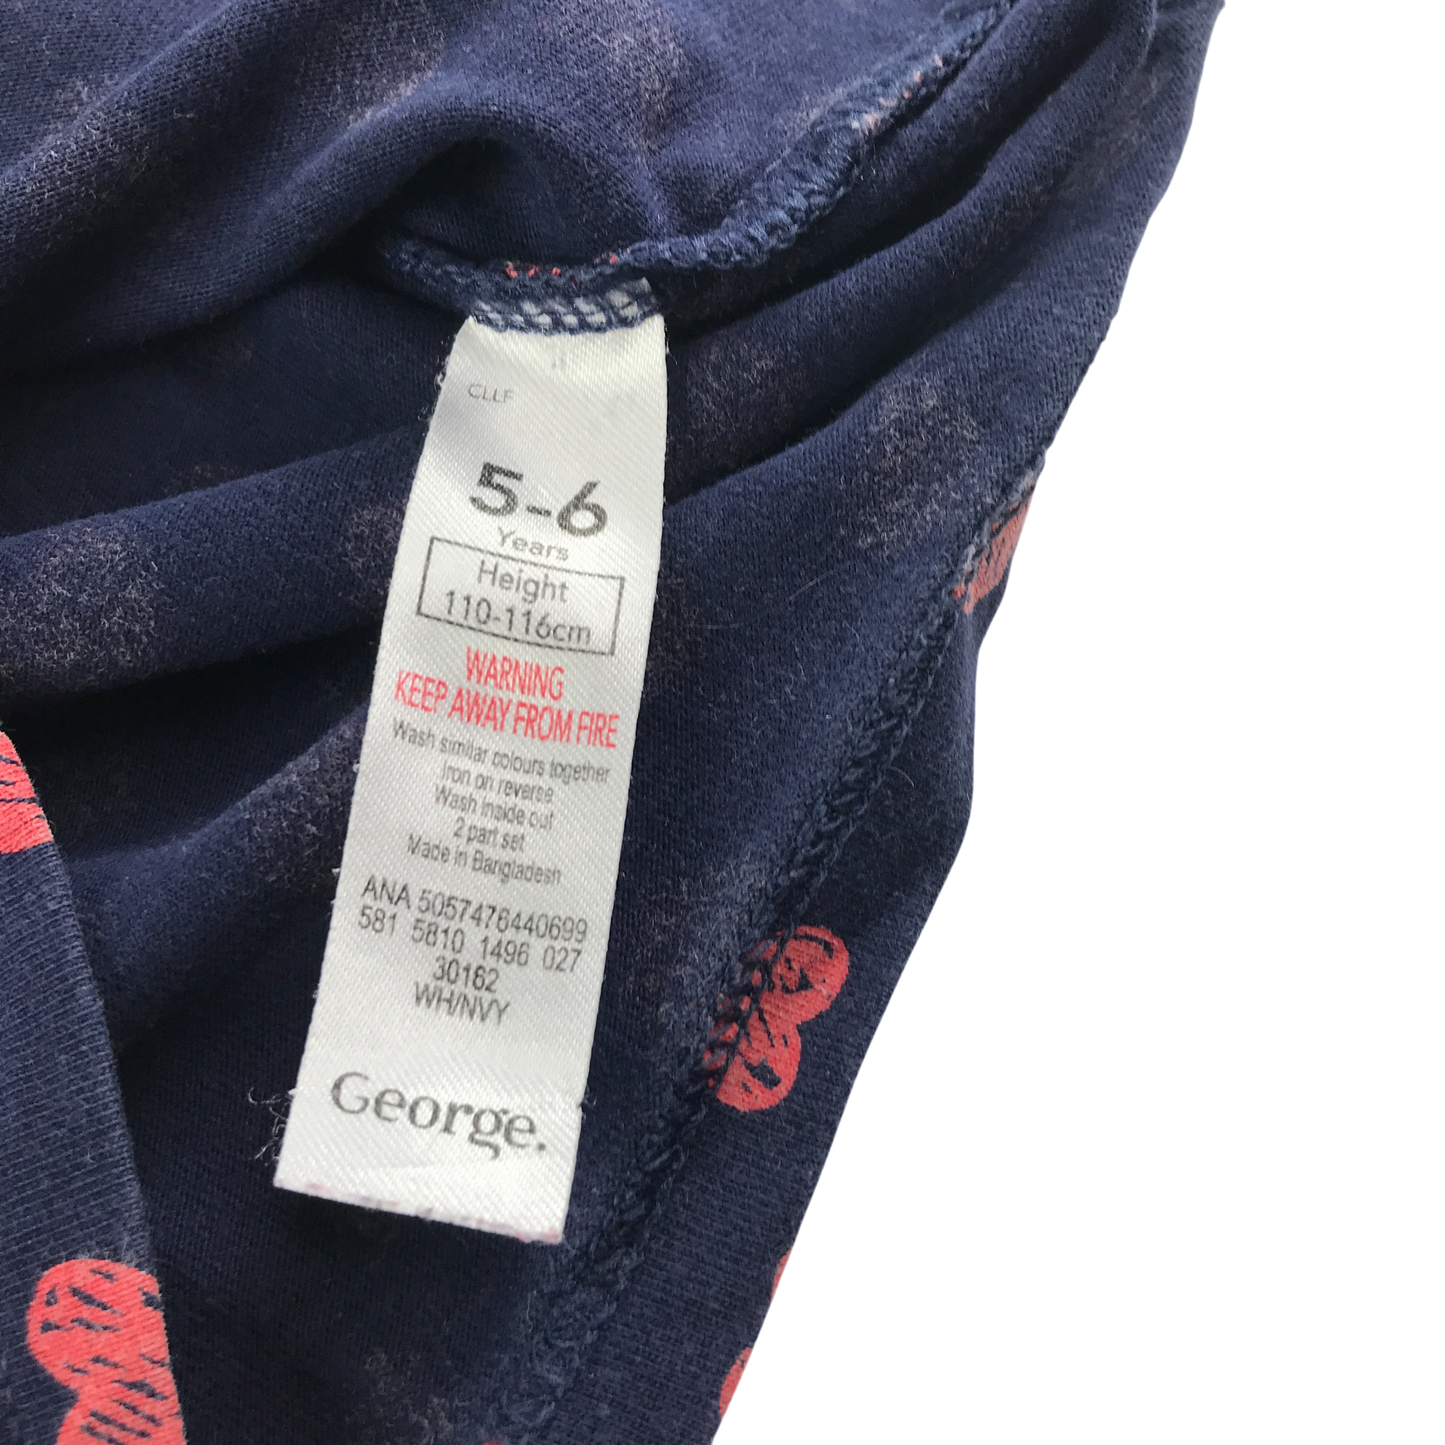 CLLF
5-6
Years
Height
110-116cm
WARNING
KEEP AWAY FROM FIRE
Wash similar colours together
Iron on reverse
Wash inside out
2 part set
Made in Bangladesh
ANA 5057476440699
581 5810 1496 027
30162
WH/NVY
George.